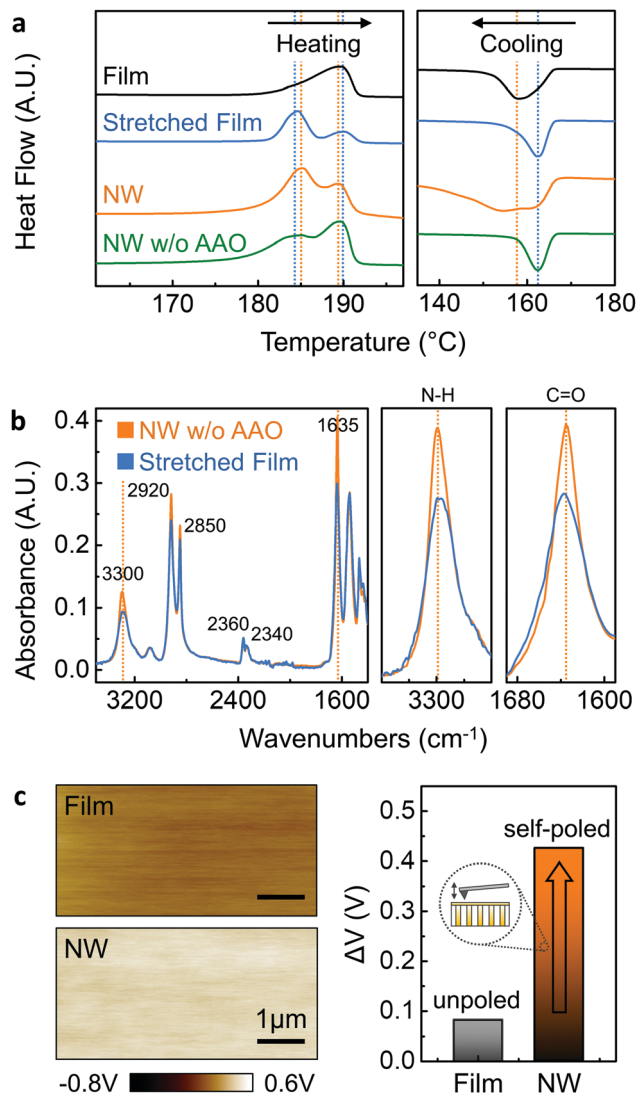 a
Heating
Cooling
Film
Stretched Film
NW
NW w/o AAO
Heat Flow (A.U.)
170 180 190
140 160 180
Temperature (°C)
b
N-H
C=O
NW w/o AAO
Stretched Film
0.4
0.3
0.2
0.1
0.0
Absorbance (A.U.)
3300
2920
2850
2360
2340
1635
3200 2400 1600
3300
1680 1600
Wavenumbers (cm⁻¹)
c
Film
NW
1μm
-0.8V 0.6V
0.5
0.4
0.3
0.2
0.1
0.0
ΔV (V)
self-poled
unpoled
Film NW